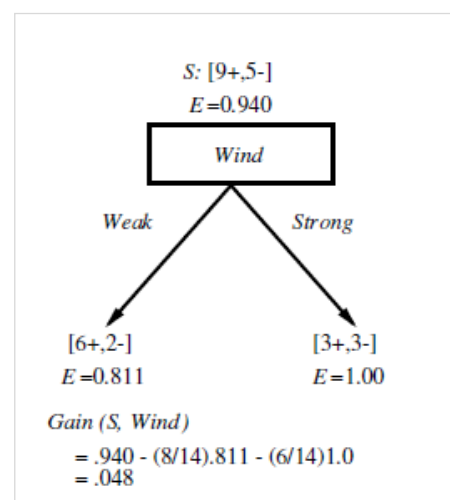 S: [9+,5-]
E =0.940
Wind
Weak Strong
[6+,2-] [3+,3-]
E =0.811 E =1.00
Gain (S, Wind)
= .940 - (8/14).811 - (6/14)1.0
= .048